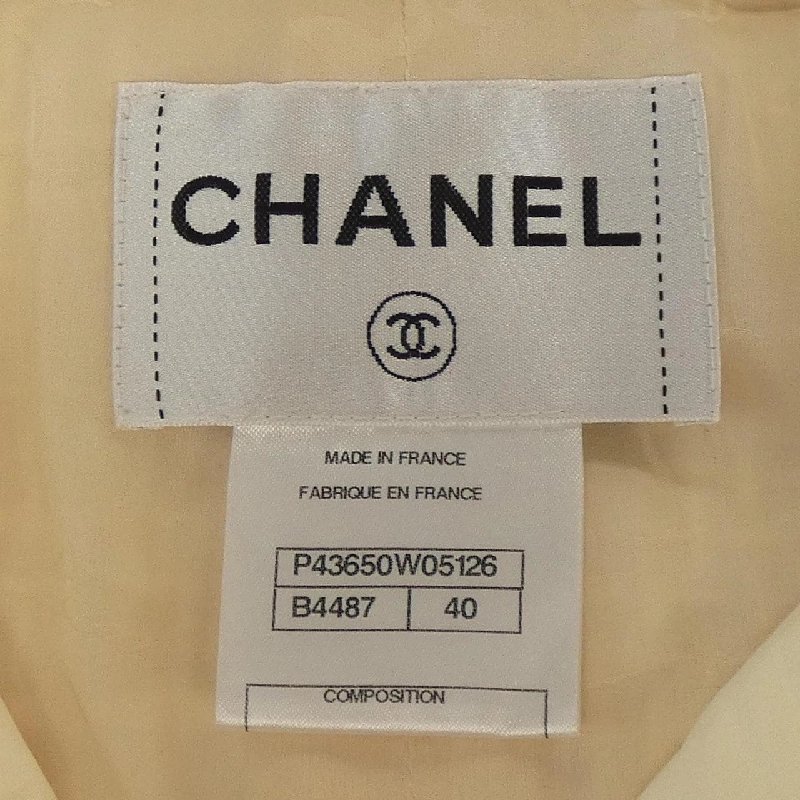 CHANEL
MADE IN FRANCE
FABRIQUE EN FRANCE
P43650W05126
B4487 40
COMPOSITION